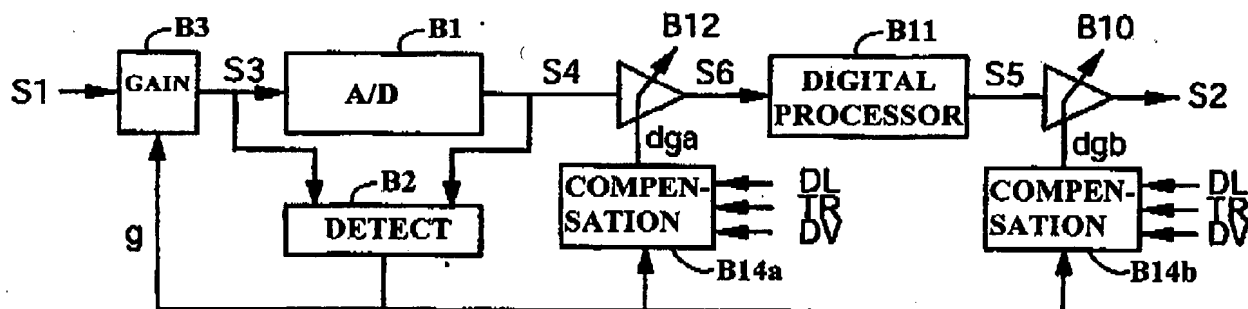 B3
B1
B12
B11
B10
S1
GAIN
S3
A/D
S4
S6
DIGITAL
PROCESSOR
S5
S2
dga
dgb
g
B2
DETECT
COMPEN-
SATION
DL
TR
DV
B14a
COMPEN-
SATION
DL
TR
DV
B14b